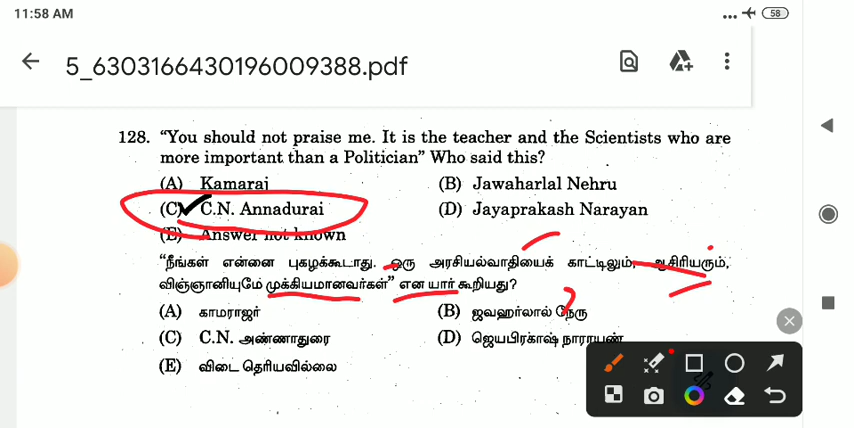 11:58 AM
58
5_6303166430196009388.pdf
128. “You should not praise me. It is the teacher and the Scientists who are
more important than a Politician” Who said this?
(A) Kamaraj (B) Jawaharlal Nehru
(C) C.N. Annadurai (D) Jayaprakash Narayan
(E) Answer not known
“நீங்கள் என்னை புகழக்கூடாது. ஒரு அரசியல்வாதியைக் காட்டிலும், ஆசிரியரும்,
விஞ்ஞானியுமே முக்கியமானவர்கள்” என யார் கூறியது?
(A) காமராஜர் (B) ஜவஹர்லால் நேரு
(C) C.N. அண்ணாதுரை (D) ஜெயபிரகாஷ் நாராயண்
(E) விடை தெரியவில்லை